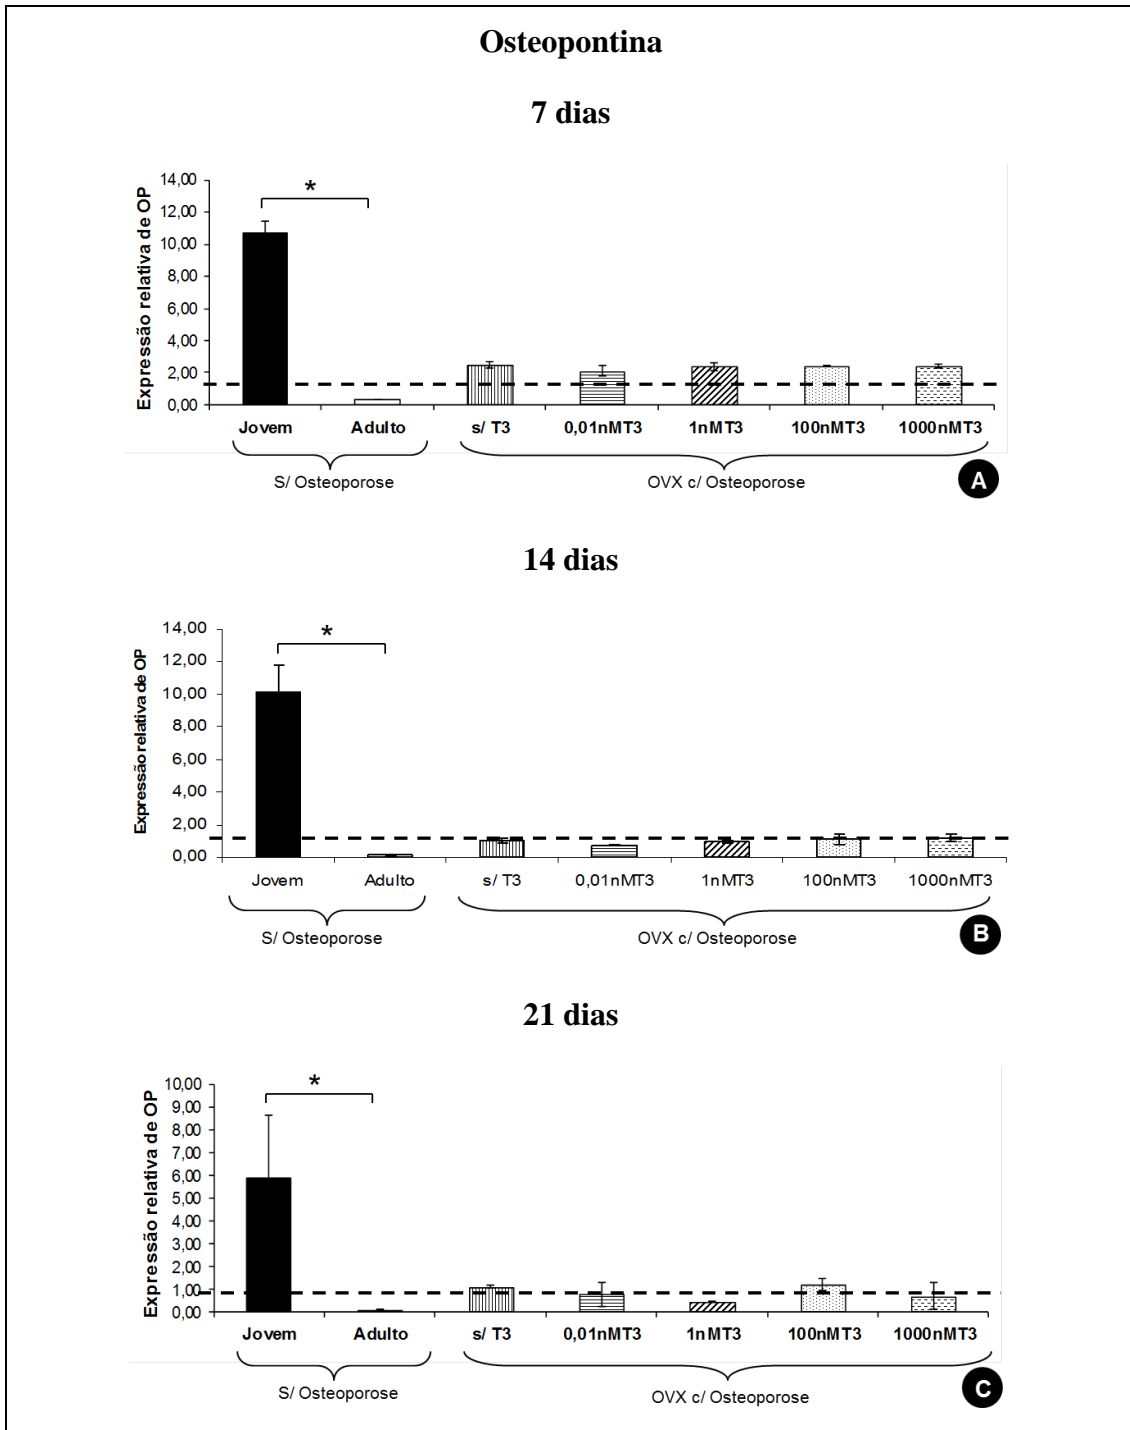 Osteopontina
7 dias
Expressão relativa de OP
14,00
12,00
10,00
8,00
6,00
4,00
2,00
0,00
*
Jovem Adulto s/ T3 0,01nMT3 1nMT3 100nMT3 1000nMT3
S/ Osteoporose OVX c/ Osteoporose
A
14 dias
Expressão relativa de OP
14,00
12,00
10,00
8,00
6,00
4,00
2,00
0,00
*
Jovem Adulto s/ T3 0,01nMT3 1nMT3 100nMT3 1000nMT3
S/ Osteoporose OVX c/ Osteoporose
B
21 dias
Expressão relativa de OP
10,00
9,00
8,00
7,00
6,00
5,00
4,00
3,00
2,00
1,00
0,00
*
Jovem Adulto s/ T3 0,01nMT3 1nMT3 100nMT3 1000nMT3
S/ Osteoporose OVX c/ Osteoporose
C